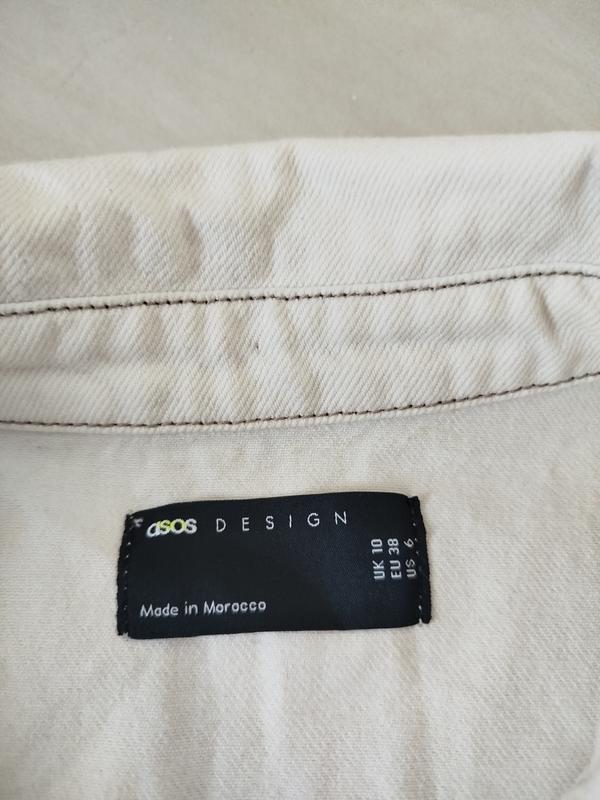 asos DESIGN
UK 10
EU 38
US 6
Made in Morocco